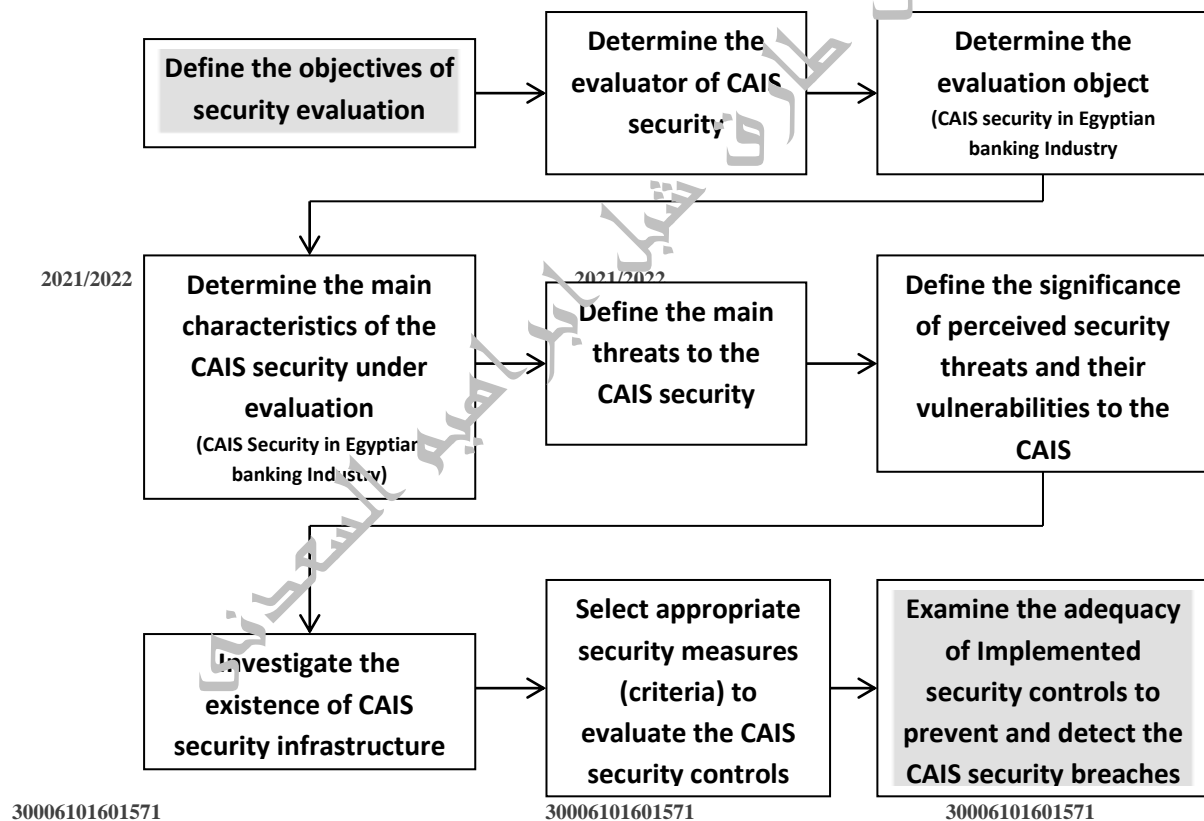 Define the objectives of
security evaluation
Determine the
evaluator of CAIS
security
Determine the
evaluation object
(CAIS security in Egyptian
banking Industry
2021/2022
2021/2022
Determine the main
characteristics of the
CAIS security under
evaluation
(CAIS Security in Egyptian
banking Industry)
Define the main
threats to the
CAIS security
Define the significance
of perceived security
threats and their
vulnerabilities to the
CAIS
Investigate the
existence of CAIS
security infrastructure
Select appropriate
security measures
(criteria) to
evaluate the CAIS
security controls
Examine the adequacy
of Implemented
security controls to
prevent and detect the
CAIS security breaches
30006101601571
30006101601571
30006101601571
طارق شبل ابراهيم السعدنى